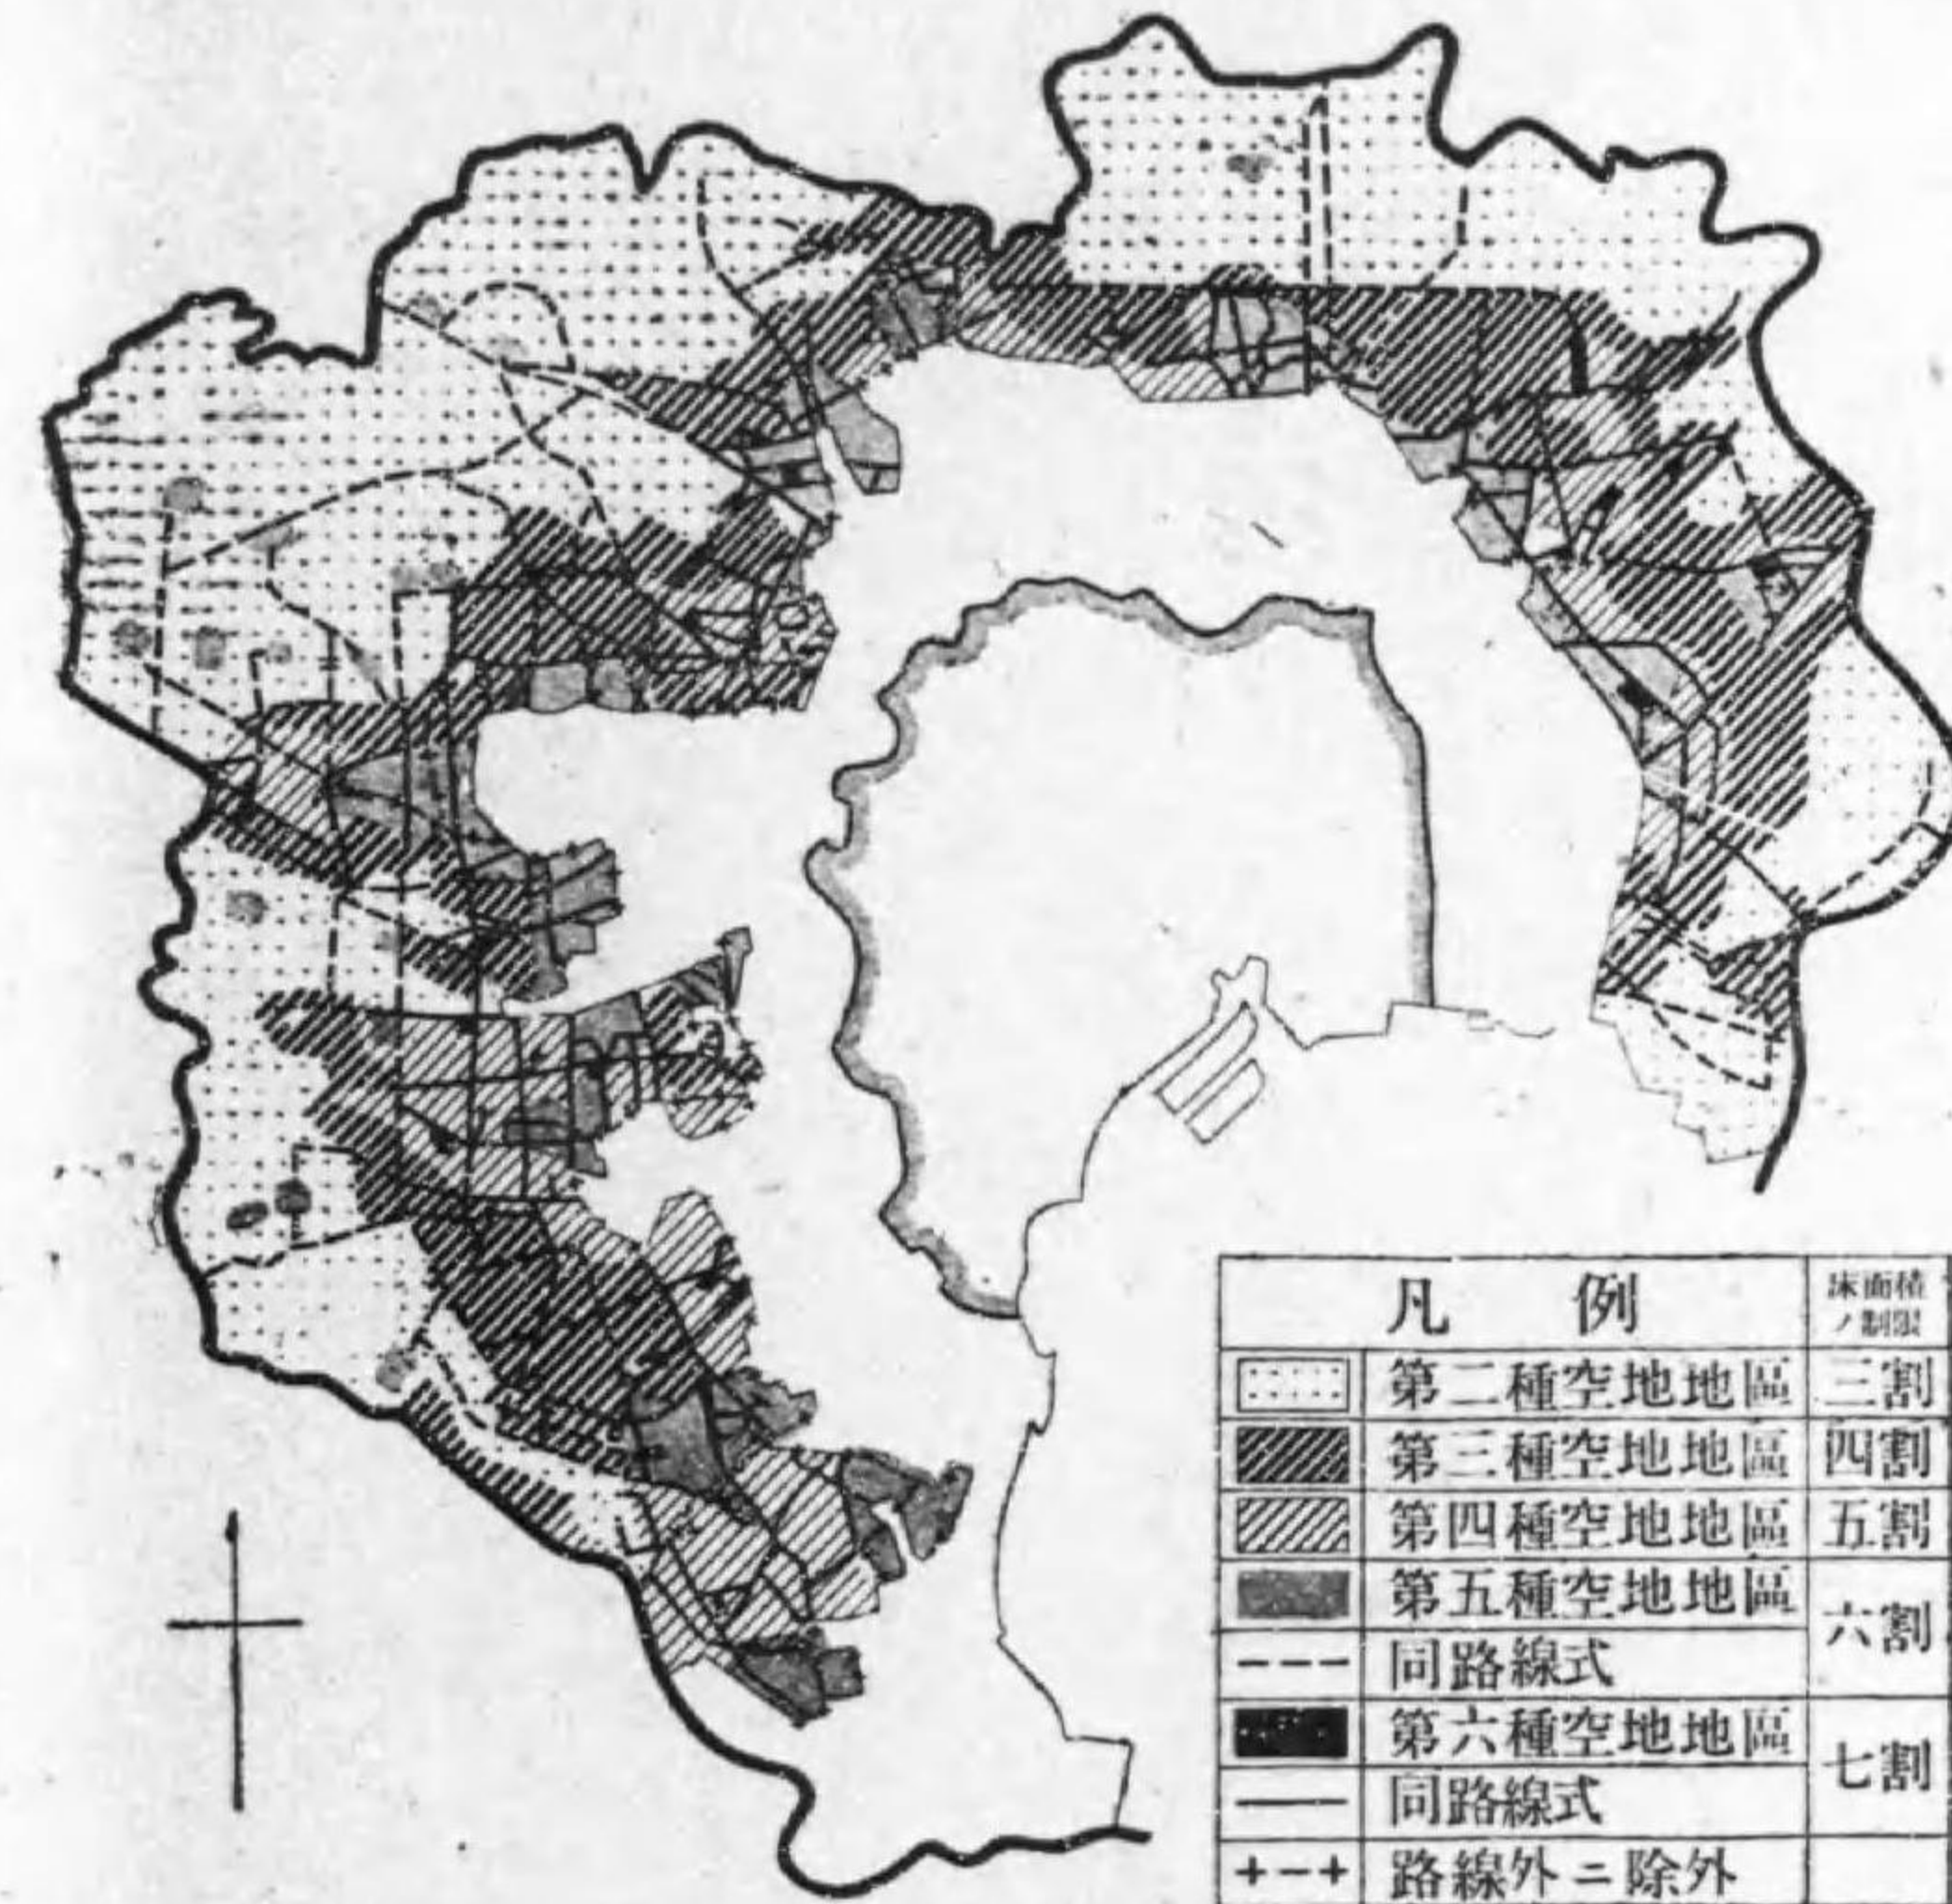 凡例 床面積ノ制限
第二種空地地區 三割
第三種空地地區 四割
第四種空地地區 五割
第五種空地地區 六割
同路線式
第六種空地地區 七割
同路線式
路線外ニ除外